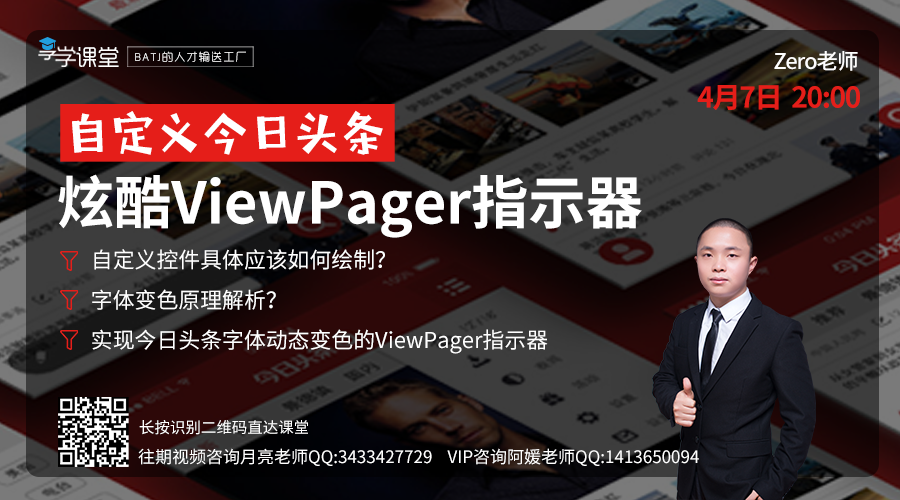 学学课堂
BATJ的人才输送工厂
Zero老师
4月7日 20:00
自定义今日头条
炫酷ViewPager指示器
自定义控件具体应该如何绘制？
字体变色原理解析？
实现今日头条字体动态变色的ViewPager指示器
长按识别二维码直达课堂
往期视频咨询月亮老师QQ:3433427729 VIP咨询阿媛老师QQ:1413650094